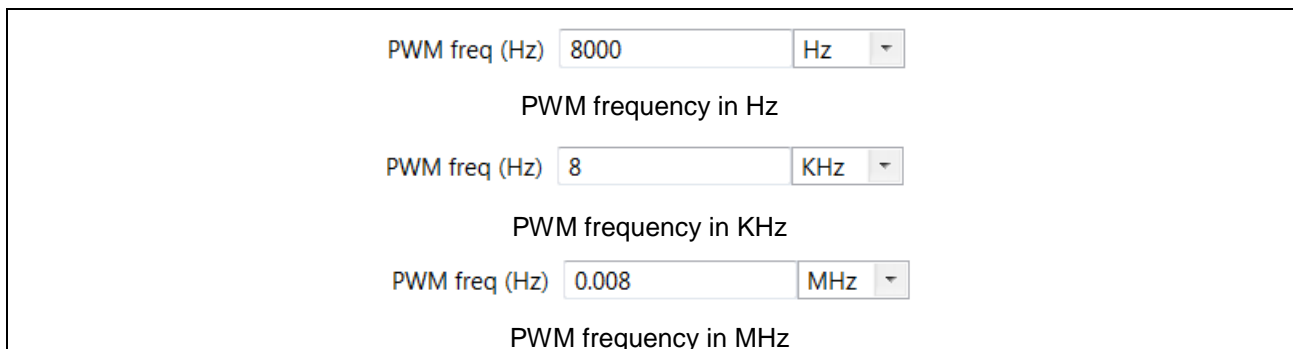 PWM freq (Hz) 8000 Hz
PWM frequency in Hz
PWM freq (Hz) 8 KHz
PWM frequency in KHz
PWM freq (Hz) 0.008 MHz
PWM frequency in MHz